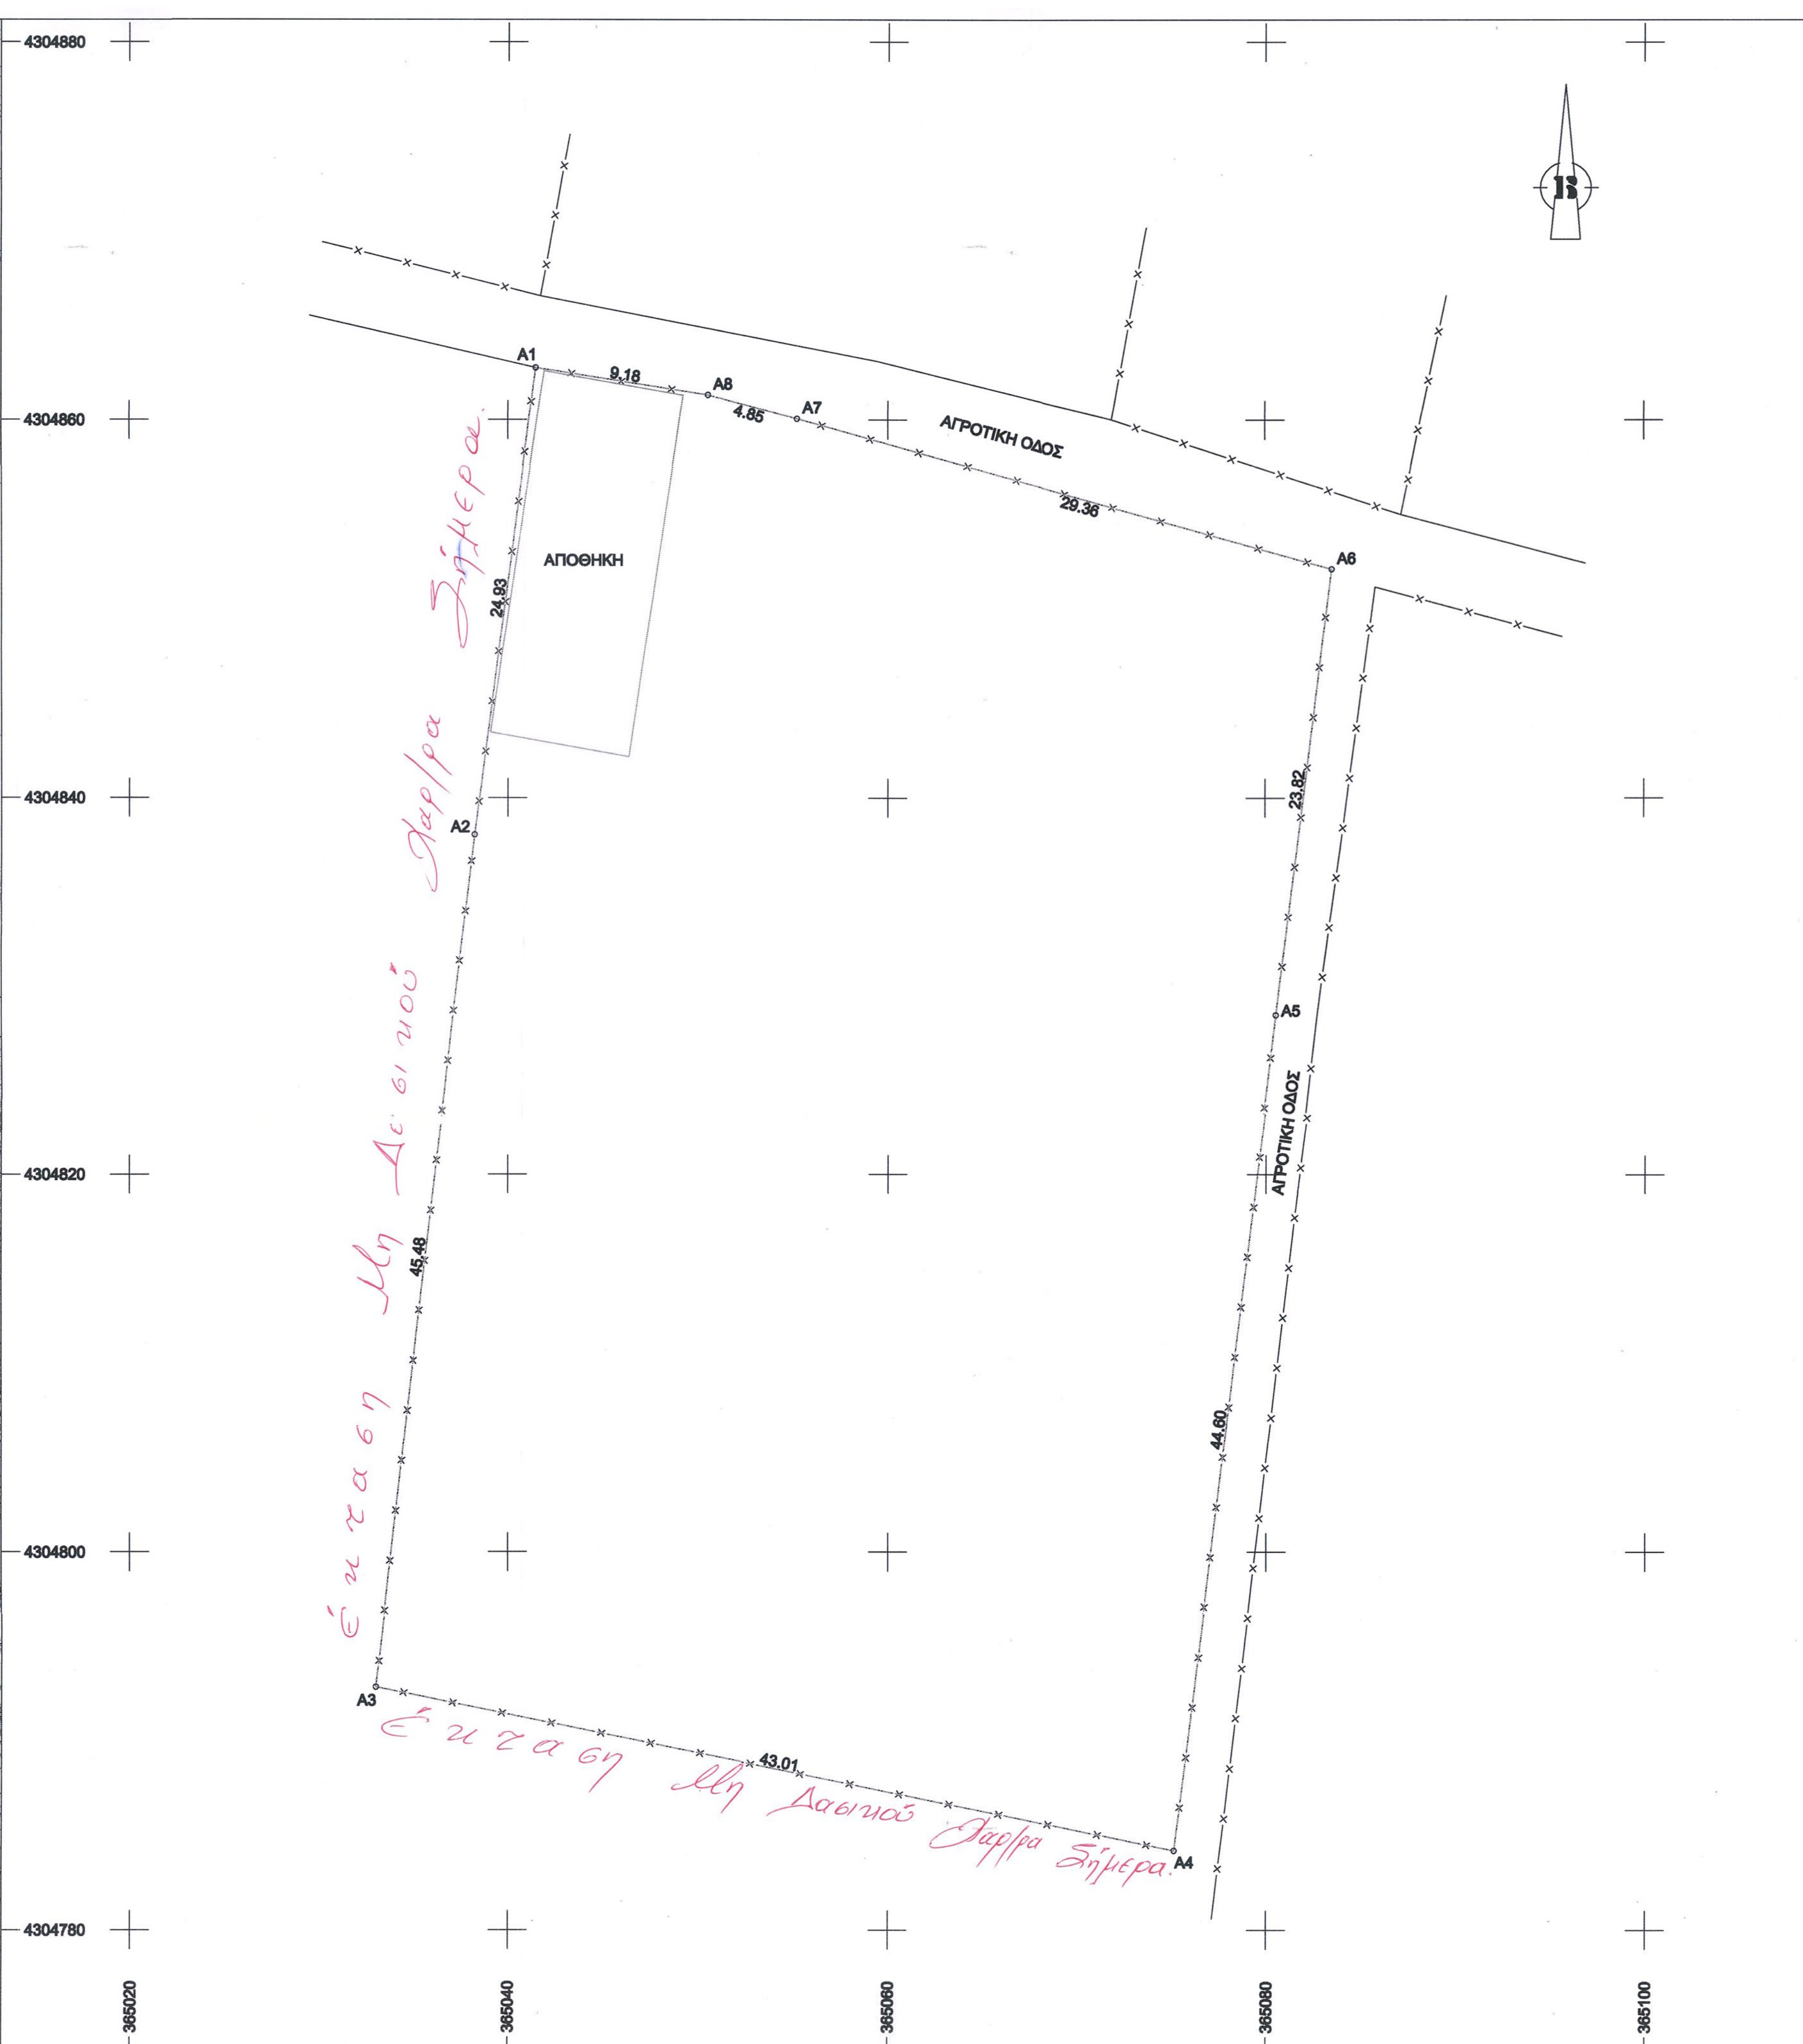 4304880
B
A1
9.18
A8
4.85
A7
4304860
ΑΓΡΟΤΙΚΗ ΟΔΟΣ
29.36
A6
ΑΠΟΘΗΚΗ
24.93
23.82
4304840
A2
A5
ΑΓΡΟΤΙΚΗ ΟΔΟΣ
4304820
45.48
44.60
Έκταση Μη Δασικού Χαρ/ρα Σήμερα.
4304800
A3
43.01
Έκταση Μη Δασικού Χαρ/ρα Σήμερα.
A4
4304780
365020
365040
365060
365080
365100